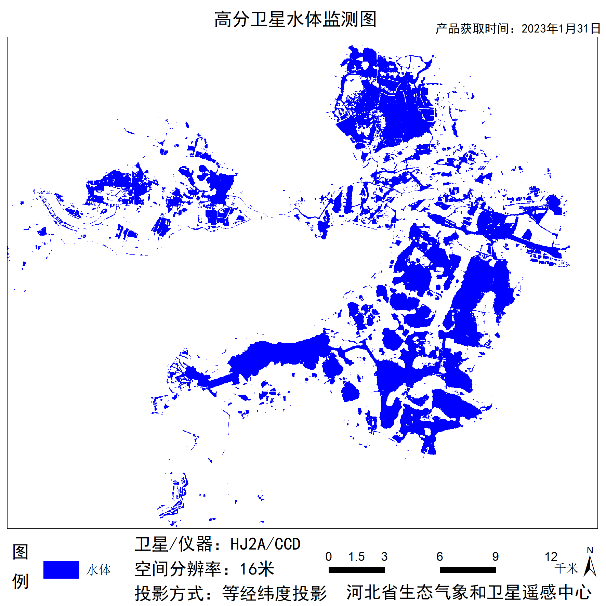 高分卫星水体监测图
产品获取时间：2023年1月31日
图例
水体
卫星/仪器：HJ2A/CCD
空间分辨率：16米
投影方式：等经纬度投影
0 1.5 3 6 9 12
千米
N
河北省生态气象和卫星遥感中心